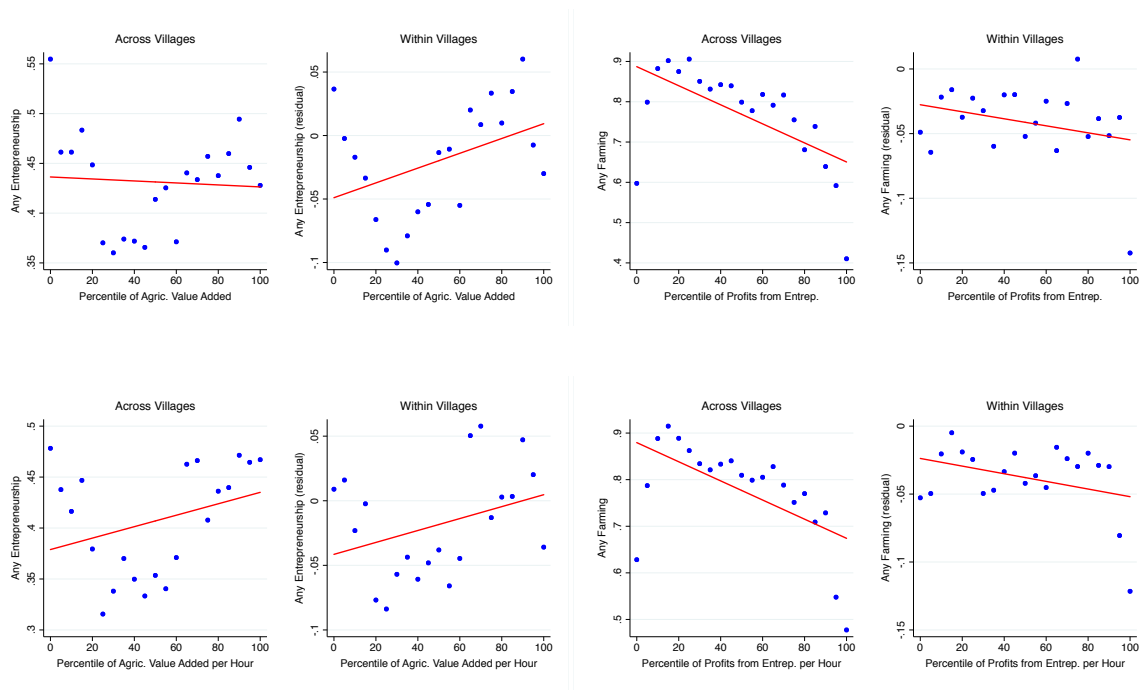 Across Villages
Any Entrepreneurship
.35 .4 .45 .5 .55
0 20 40 60 80 100
Percentile of Agric. Value Added
Within Villages
Any Entrepreneurship (residual)
-.1 -.05 0 .05
0 20 40 60 80 100
Percentile of Agric. Value Added
Across Villages
Any Farming
.4 .5 .6 .7 .8 .9
0 20 40 60 80 100
Percentile of Profits from Entrep.
Within Villages
Any Farming (residual)
-.15 -.1 -.05 0
0 20 40 60 80 100
Percentile of Profits from Entrep.
Across Villages
Any Entrepreneurship
.3 .35 .4 .45 .5
0 20 40 60 80 100
Percentile of Agric. Value Added per Hour
Within Villages
Any Entrepreneurship (residual)
-.1 -.05 0 .05
0 20 40 60 80 100
Percentile of Agric. Value Added per Hour
Across Villages
Any Farming
.5 .6 .7 .8 .9
0 20 40 60 80 100
Percentile of Profits from Entrep. per Hour
Within Villages
Any Farming (residual)
-.15 -.1 -.05 0
0 20 40 60 80 100
Percentile of Profits from Entrep. per Hour